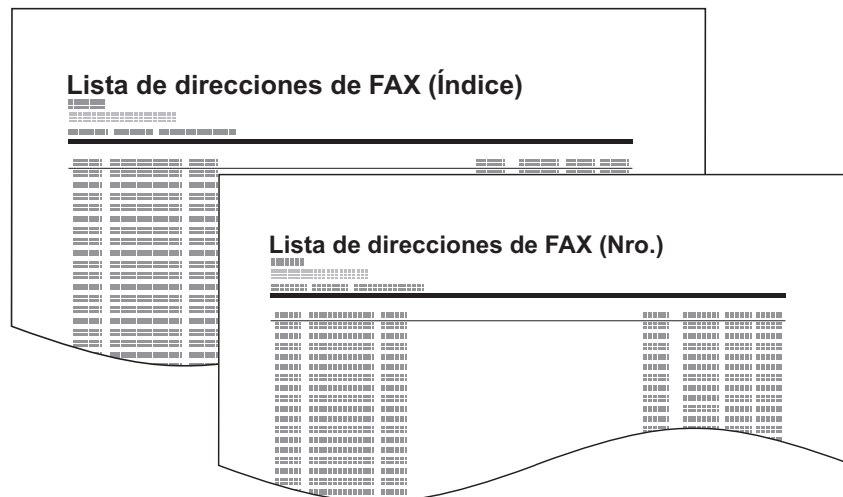 Lista de direcciones de FAX (Índice)
Lista de direcciones de FAX (Nro.)